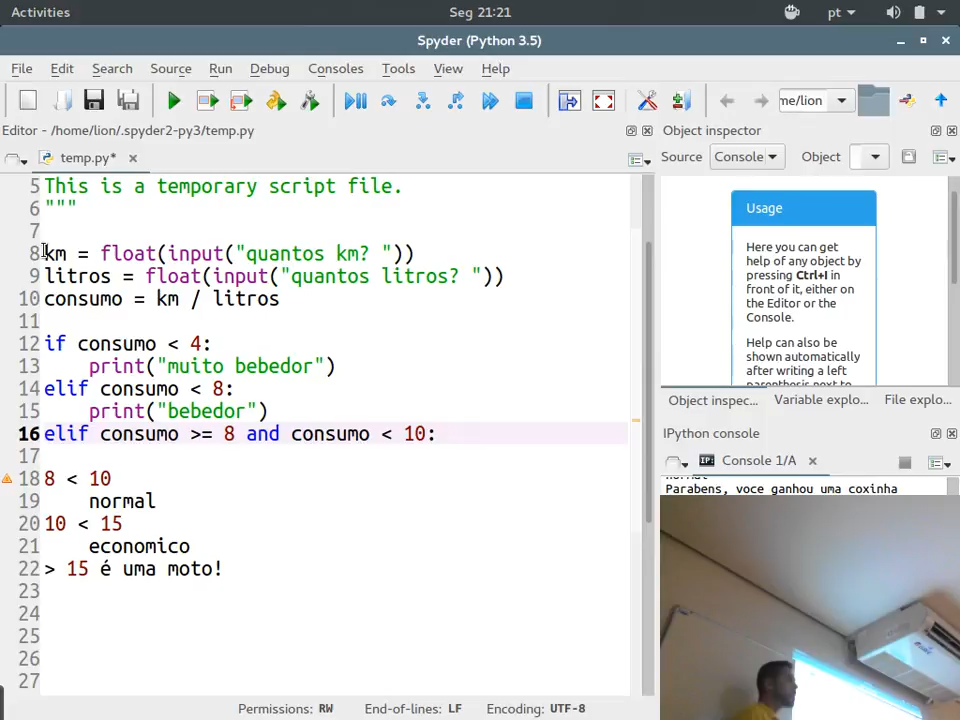 Activities
Seg 21:21
pt
Spyder (Python 3.5)
File Edit Search Source Run Debug Consoles Tools View Help
me/lion
Editor - /home/lion/.spyder2-py3/temp.py
temp.py*
5 This is a temporary script file.
6 """
7
8 km = float(input("quantos km? "))
9 litros = float(input("quantos litros? "))
10 consumo = km / litros
11
12 if consumo < 4:
13 print("muito bebedor")
14 elif consumo < 8:
15 print("bebedor")
16 elif consumo >= 8 and consumo < 10:
17
18 8 < 10
19 normal
20 10 < 15
21 economico
22 > 15 é uma moto!
23
24
25
26
27
Object inspector
Source Console Object
Usage
Here you can get
help of any object by
pressing Ctrl+I in
front of it, either on
the Editor or the
Console.
Help can also be
shown automatically
after writing a left
parenthesis next to
Object inspec... Variable explo... File explo...
IPython console
IP: Console 1/A
normal
Parabens, voce ganhou uma coxinha
Permissions: RW End-of-lines: LF Encoding: UTF-8